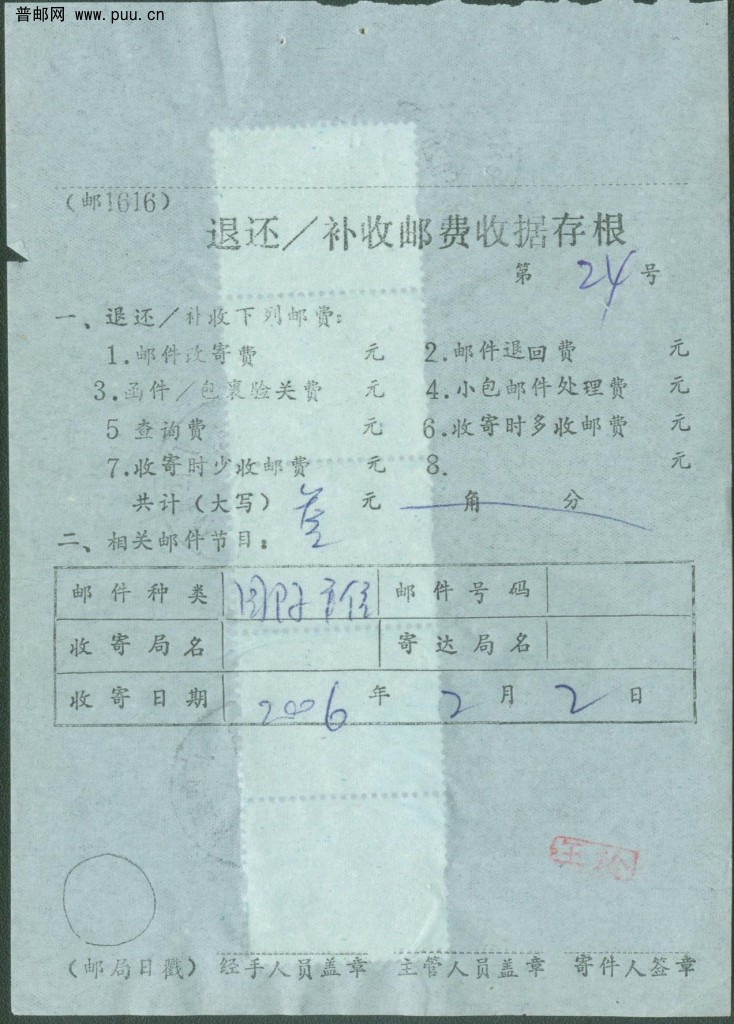 普邮网 www.puu.cn
（邮1616）
退还／补收邮费收据存根
第 24 号
一、退还／补收下列邮费：
1.邮件改寄费 元 2.邮件退回费 元
3.函件／包裹验关费 元 4.小包邮件处理费 元
5 查询费 元 6.收寄时多收邮费 元
7.收寄时少收邮费 元 8. 元
共计（大写） 元 角 分
二、相关邮件节目：
邮件种类 邮件号码
收寄局名 寄达局名
收寄日期 2006 年 2 月 2 日
（邮局日戳） 经手人员盖章 主管人员盖章 寄件人签章